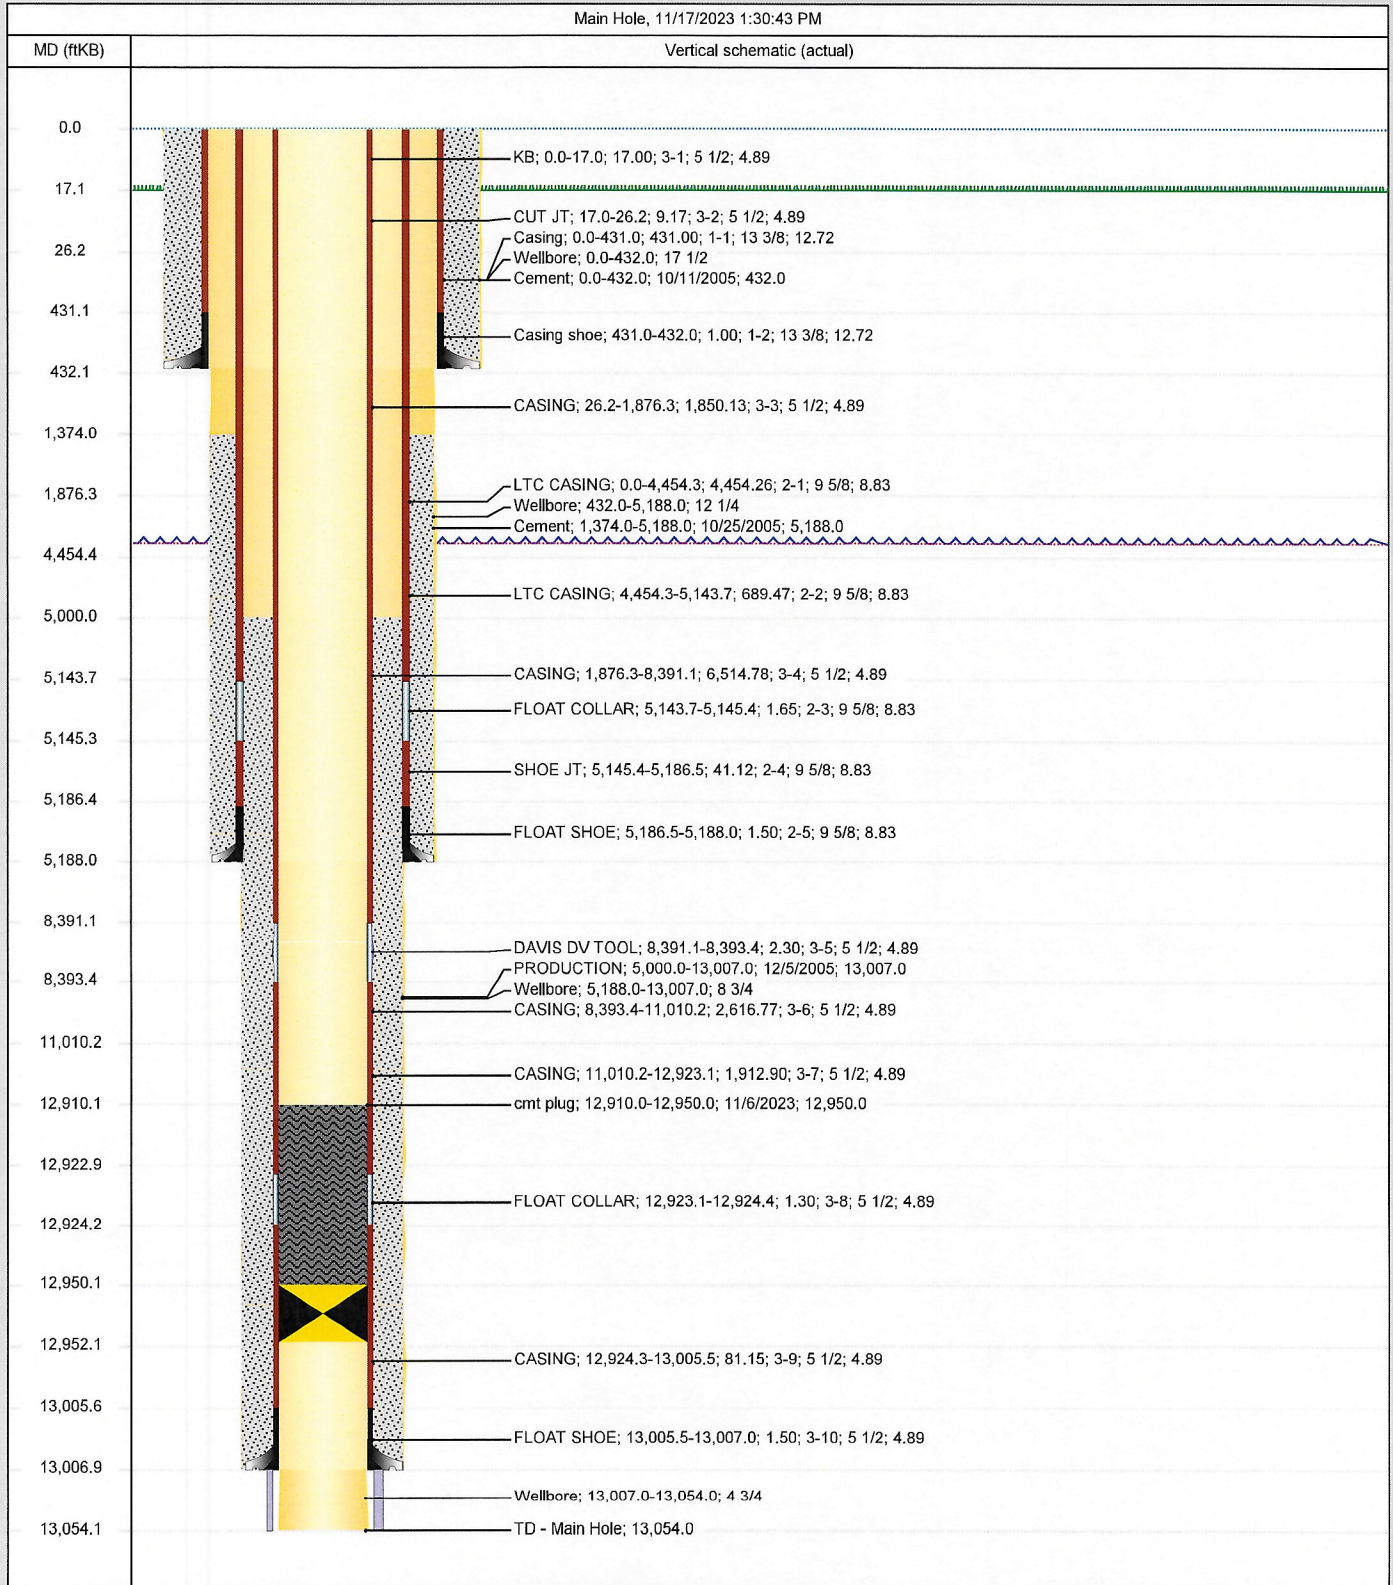 Main Hole, 11/17/2023 1:30:43 PM
MD (ftKB)
Vertical schematic (actual)
0.0
KB; 0.0-17.0; 17.00; 3-1; 5 1/2; 4.89
17.1
CUT JT; 17.0-26.2; 9.17; 3-2; 5 1/2; 4.89
Casing; 0.0-431.0; 431.00; 1-1; 13 3/8; 12.72
26.2
Wellbore; 0.0-432.0; 17 1/2
Cement; 0.0-432.0; 10/11/2005; 432.0
431.1
Casing shoe; 431.0-432.0; 1.00; 1-2; 13 3/8; 12.72
432.1
CASING; 26.2-1,876.3; 1,850.13; 3-3; 5 1/2; 4.89
1,374.0
LTC CASING; 0.0-4,454.3; 4,454.26; 2-1; 9 5/8; 8.83
1,876.3
Wellbore; 432.0-5,188.0; 12 1/4
Cement; 1,374.0-5,188.0; 10/25/2005; 5,188.0
4,454.4
LTC CASING; 4,454.3-5,143.7; 689.47; 2-2; 9 5/8; 8.83
5,000.0
CASING; 1,876.3-8,391.1; 6,514.78; 3-4; 5 1/2; 4.89
5,143.7
FLOAT COLLAR; 5,143.7-5,145.4; 1.65; 2-3; 9 5/8; 8.83
5,145.3
SHOE JT; 5,145.4-5,186.5; 41.12; 2-4; 9 5/8; 8.83
5,186.4
FLOAT SHOE; 5,186.5-5,188.0; 1.50; 2-5; 9 5/8; 8.83
5,188.0
8,391.1
DAVIS DV TOOL; 8,391.1-8,393.4; 2.30; 3-5; 5 1/2; 4.89
PRODUCTION; 5,000.0-13,007.0; 12/5/2005; 13,007.0
8,393.4
Wellbore; 5,188.0-13,007.0; 8 3/4
CASING; 8,393.4-11,010.2; 2,616.77; 3-6; 5 1/2; 4.89
11,010.2
CASING; 11,010.2-12,923.1; 1,912.90; 3-7; 5 1/2; 4.89
12,910.1
cmt plug; 12,910.0-12,950.0; 11/6/2023; 12,950.0
12,922.9
FLOAT COLLAR; 12,923.1-12,924.4; 1.30; 3-8; 5 1/2; 4.89
12,924.2
12,950.1
12,952.1
CASING; 12,924.3-13,005.5; 81.15; 3-9; 5 1/2; 4.89
13,005.6
FLOAT SHOE; 13,005.5-13,007.0; 1.50; 3-10; 5 1/2; 4.89
13,006.9
Wellbore; 13,007.0-13,054.0; 4 3/4
13,054.1
TD - Main Hole; 13,054.0